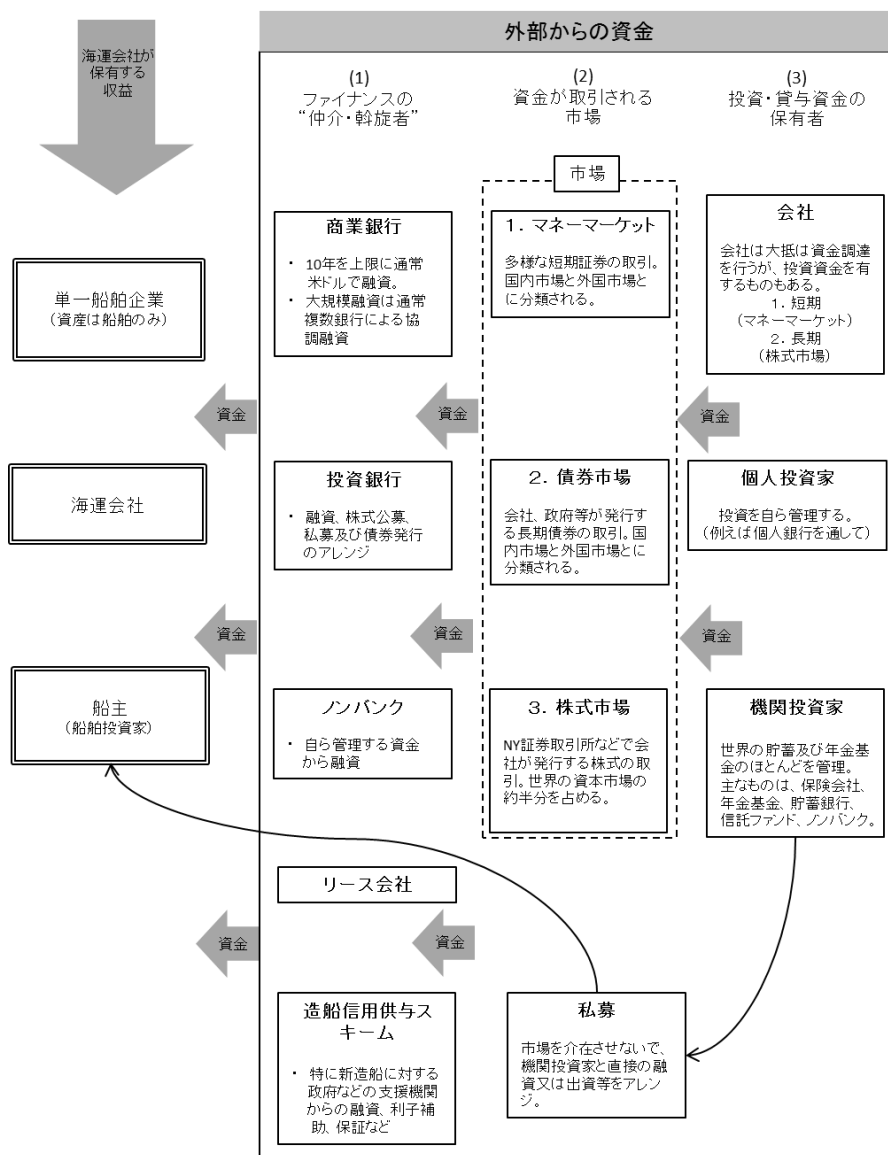 海運会社が
保有する
収益
外部からの資金
(1)
ファイナンスの
“仲介・斡旋者”
(2)
資金が取引される
市場
(3)
投資・貸与資金の
保有者
市場
単一船舶企業
(資産は船舶のみ)
商業銀行
・ 10年を上限に通常
米ドルで融資。
・ 大規模融資は通常
複数銀行による協
調融資
1. マネーマーケット
多様な短期証券の取引。
国内市場と外国市場と
に分類される。
会社
会社は大抵は資金調達
を行うが、投資資金を有
するものもある。
1. 短期
(マネーマーケット)
2. 長期
(株式市場)
資金
資金
資金
海運会社
投資銀行
・ 融資、株式公募、
私募及び債券発行
のアレンジ
2. 債券市場
会社、政府等が発行す
る長期債券の取引。国
内市場と外国市場とに
分類される。
個人投資家
投資を自ら管理する。
(例えば個人銀行を通して)
資金
資金
資金
船主
(船舶投資家)
ノンバンク
・ 自ら管理する資金
から融資
3. 株式市場
NY証券取引所などで会
社が発行する株式の取
引。世界の資本市場の
約半分を占める。
機関投資家
世界の貯蓄及び年金基
金のほとんどを管理。
主なものは、保険会社、
年金基金、貯蓄銀行、
信託ファンド、ノンバンク。
リース会社
資金
資金
造船信用供与ス
キーム
・ 特に新造船に対する
政府などの支援機関
からの融資、利子補
助、保証など
私募
市場を介在させないで、
機関投資家と直接の融
資又は出資等をアレン
ジ。